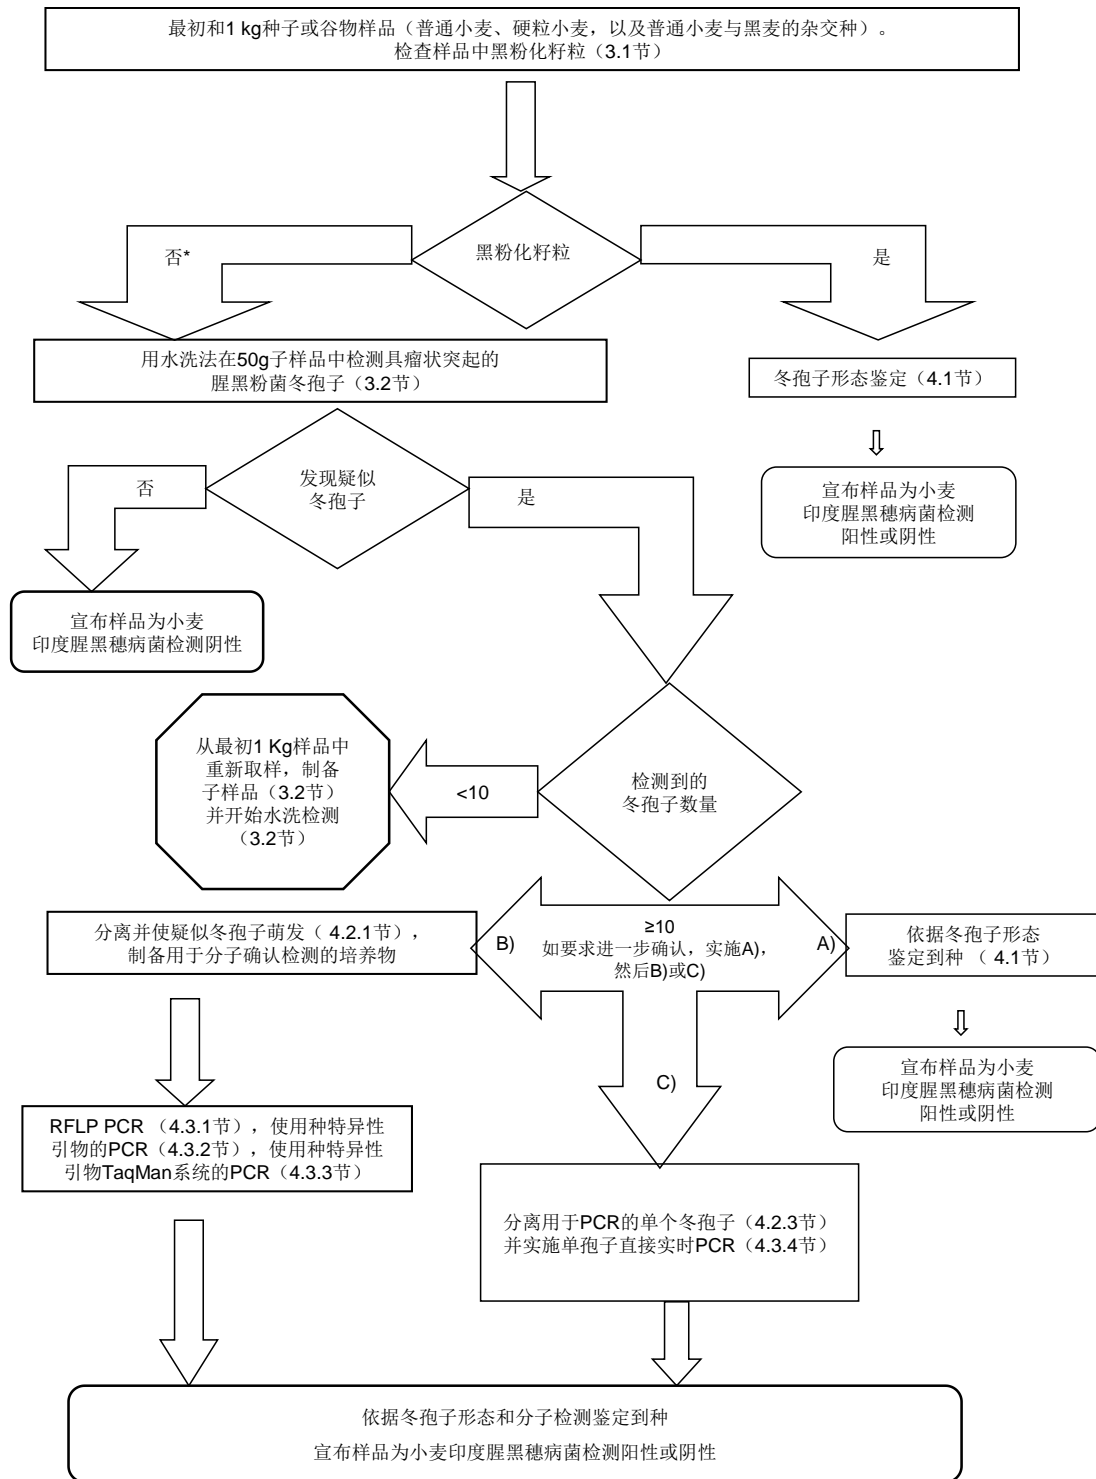 最初和1 kg种子或谷物样品（普通小麦、硬粒小麦，以及普通小麦与黑麦的杂交种）。
检查样品中黑粉化籽粒（3.1节）
黑粉化籽粒
否*
是
用水洗法在50g子样品中检测具瘤状突起的
腥黑粉菌冬孢子（3.2节）
冬孢子形态鉴定（4.1节）
发现疑似
冬孢子
否
是
宣布样品为小麦
印度腥黑穗病菌检测
阳性或阴性
宣布样品为小麦
印度腥黑穗病菌检测阴性
从最初1 Kg样品中
重新取样，制备
子样品（3.2节）
并开始水洗检测
（3.2节）
<10
检测到的
冬孢子数量
分离并使疑似冬孢子萌发（ 4.2.1节），
制备用于分子确认检测的培养物
B)
≥10
如要求进一步确认，实施A),
然后B)或C)
A)
依据冬孢子形态
鉴定到种 （ 4.1节）
C)
宣布样品为小麦
印度腥黑穗病菌检测
阳性或阴性
RFLP PCR （4.3.1节），使用种特异性
引物的PCR（4.3.2节），使用种特异性
引物TaqMan系统的PCR（4.3.3节）
分离用于PCR的单个冬孢子（4.2.3节）
并实施单孢子直接实时PCR（4.3.4节）
依据冬孢子形态和分子检测鉴定到种
宣布样品为小麦印度腥黑穗病菌检测阳性或阴性